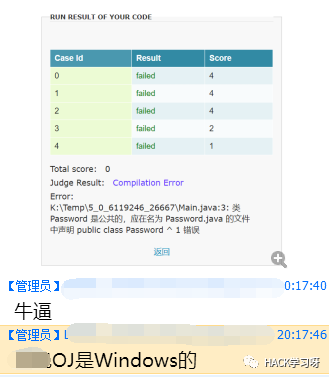 RUN RESULT OF YOUR CODE
Case Id Result Score
0 failed 4
1 failed 4
2 failed 4
3 failed 2
4 failed 1
Total score: 0
Judge Result: Compilation Error
Error:
K:\Temp\5_0_6119246_26667\Main.java:3: 类
Password 是公共的，应在名为 Password.java 的文件
中声明 public class Password ^ 1 错误
返回
【管理员】 0:17:40
牛逼
【管理员】 20:17:46
OJ是Windows的
HACK学习呀